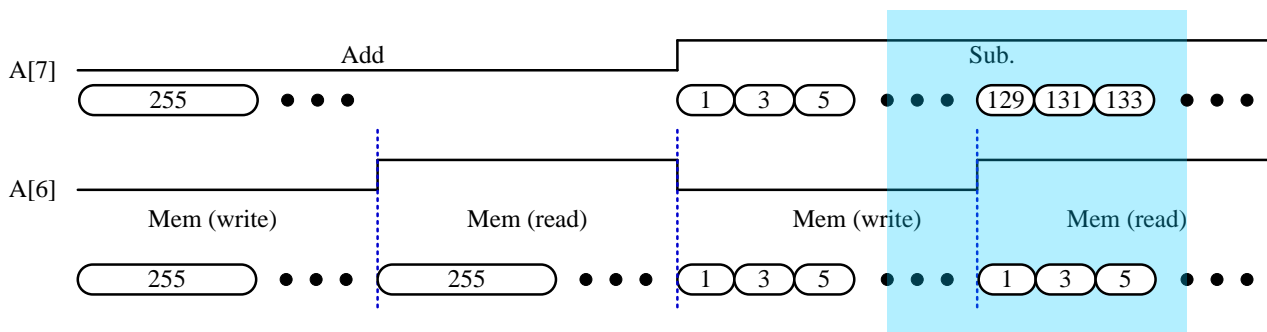 Add Sub.
A[7]
255 1 3 5 129 131 133
A[6]
Mem (write) Mem (read) Mem (write) Mem (read)
255 255 1 3 5 1 3 5